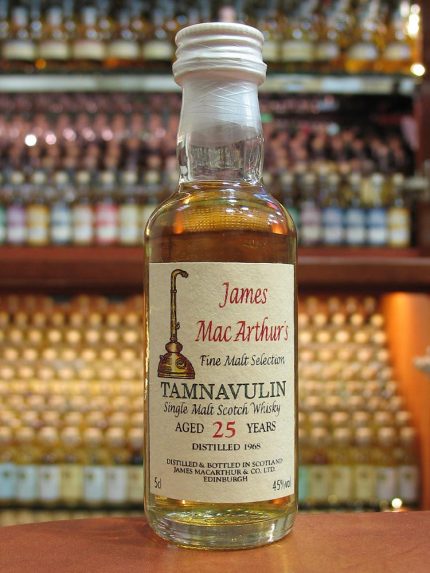 James
MacArthur's
Fine Malt Selection
TAMNAVULIN
Single Malt Scotch Whisky
AGED 25 YEARS
DISTILLED 1968
DISTILLED & BOTTLED IN SCOTLAND
JAMES MACARTHUR & CO. LTD.
EDINBURGH
5cl 45%vol